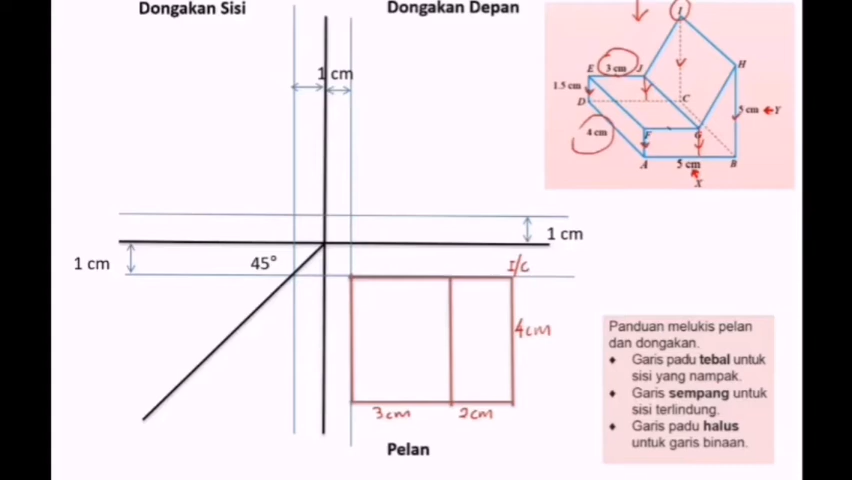 Dongakan Sisi
Dongakan Depan
1 cm
I
E
3 cm
J
H
1.5 cm
D
C
5 cm
Y
4 cm
F
G
A
5 cm
B
X
1 cm
1 cm
45°
I/C
4cm
3cm
2cm
Pelan
Panduan melukis pelan
dan dongakan.
♦ Garis padu tebal untuk
sisi yang nampak.
♦ Garis sempang untuk
sisi terlindung.
♦ Garis padu halus
untuk garis binaan.